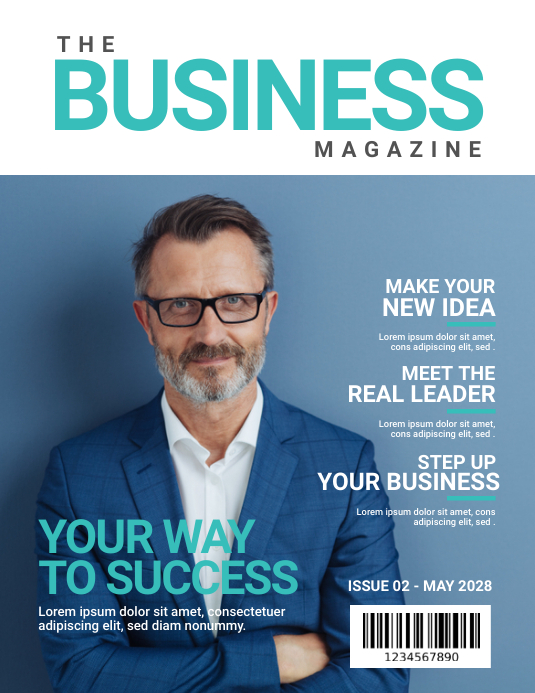 THE
BUSINESS
MAGAZINE
MAKE YOUR
NEW IDEA
Lorem ipsum dolor sit amet,
cons adipiscing elit, sed .
MEET THE
REAL LEADER
Lorem ipsum dolor sit amet,
cons adipiscing elit, sed .
STEP UP
YOUR BUSINESS
Lorem ipsum dolor sit amet, cons
adipiscing elit, sed .
YOUR WAY
TO SUCCESS
Lorem ipsum dolor sit amet, consectetuer
adipiscing elit, sed diam nonummy.
ISSUE 02 - MAY 2028
1234567890